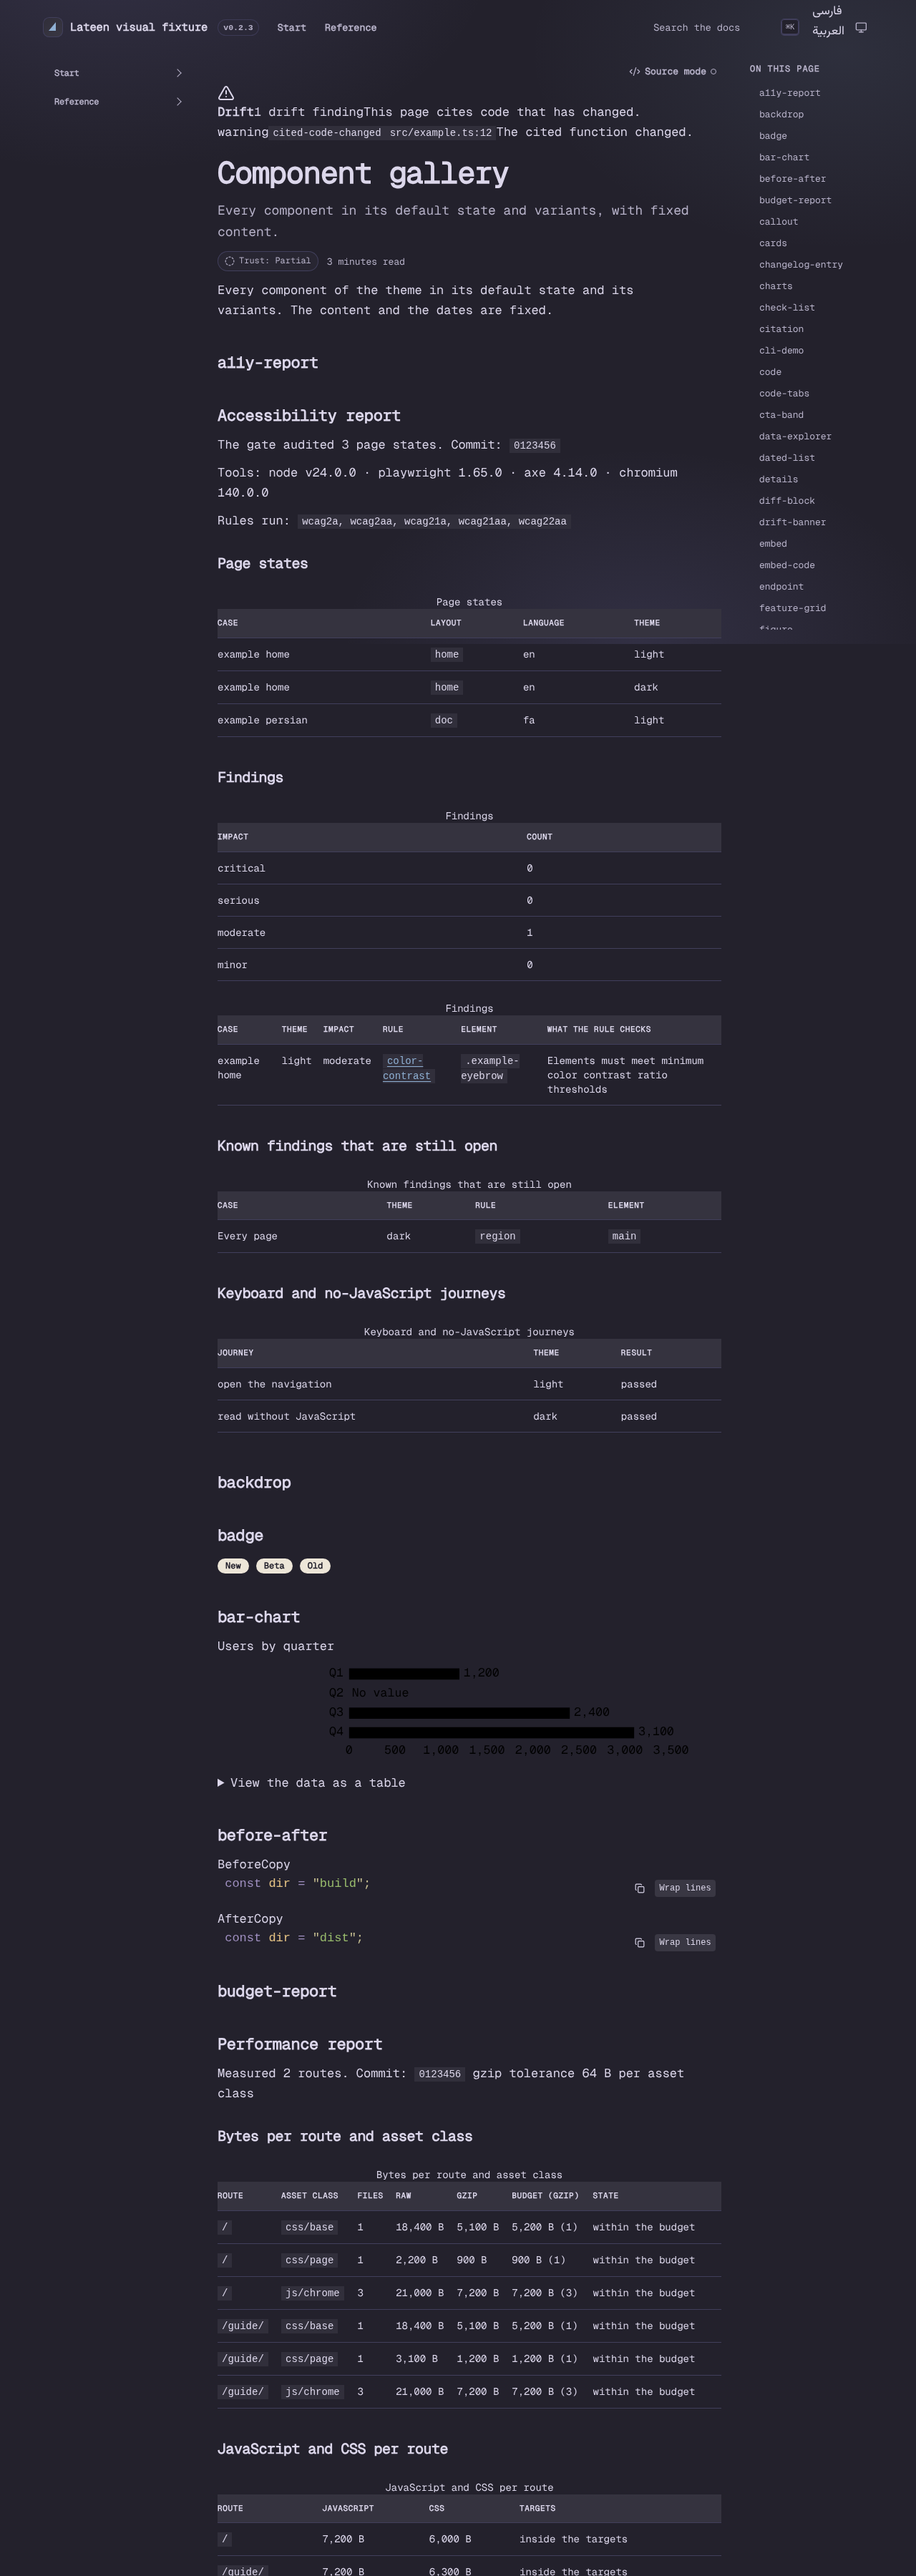 Lateen visual fixture v0.2.3 Start Reference Search the docs ⌘K فارسی العربية
Start
Reference
Source mode
Drift1 drift findingThis page cites code that has changed.
warning cited-code-changed src/example.ts:12 The cited function changed.
Component gallery
Every component in its default state and variants, with fixed
content.
Trust: Partial 3 minutes read
Every component of the theme in its default state and its
variants. The content and the dates are fixed.
a11y-report
Accessibility report
The gate audited 3 page states. Commit: 0123456
Tools: node v24.0.0 · playwright 1.65.0 · axe 4.14.0 · chromium
140.0.0
Rules run: wcag2a, wcag2aa, wcag21a, wcag21aa, wcag22aa
Page states
Page states
CASE LAYOUT LANGUAGE THEME
example home home en light
example home home en dark
example persian doc fa light
Findings
Findings
IMPACT COUNT
critical 0
serious 0
moderate 1
minor 0
Findings
CASE THEME IMPACT RULE ELEMENT WHAT THE RULE CHECKS
example home light moderate color-contrast .example-eyebrow Elements must meet minimum color contrast ratio thresholds
Known findings that are still open
Known findings that are still open
CASE THEME RULE ELEMENT
Every page dark region main
Keyboard and no-JavaScript journeys
Keyboard and no-JavaScript journeys
JOURNEY THEME RESULT
open the navigation light passed
read without JavaScript dark passed
backdrop
badge
New Beta Old
bar-chart
Users by quarter
Q1 1,200
Q2 No value
Q3 2,400
Q4 3,100
0 500 1,000 1,500 2,000 2,500 3,000 3,500
View the data as a table
before-after
BeforeCopy
const dir = "build";
Wrap lines
AfterCopy
const dir = "dist";
Wrap lines
budget-report
Performance report
Measured 2 routes. Commit: 0123456 gzip tolerance 64 B per asset
class
Bytes per route and asset class
Bytes per route and asset class
ROUTE ASSET CLASS FILES RAW GZIP BUDGET (GZIP) STATE
/ css/base 1 18,400 B 5,100 B 5,200 B (1) within the budget
/ css/page 1 2,200 B 900 B 900 B (1) within the budget
/ js/chrome 3 21,000 B 7,200 B 7,200 B (3) within the budget
/guide/ css/base 1 18,400 B 5,100 B 5,200 B (1) within the budget
/guide/ css/page 1 3,100 B 1,200 B 1,200 B (1) within the budget
/guide/ js/chrome 3 21,000 B 7,200 B 7,200 B (3) within the budget
JavaScript and CSS per route
JavaScript and CSS per route
ROUTE JAVASCRIPT CSS TARGETS
/ 7,200 B 6,000 B inside the targets
/guide/ 7,200 B 6,300 B inside the targets
ON THIS PAGE
a11y-report
backdrop
badge
bar-chart
before-after
budget-report
callout
cards
changelog-entry
charts
check-list
citation
cli-demo
code
code-tabs
cta-band
data-explorer
dated-list
details
diff-block
drift-banner
embed
embed-code
endpoint
feature-grid
figure